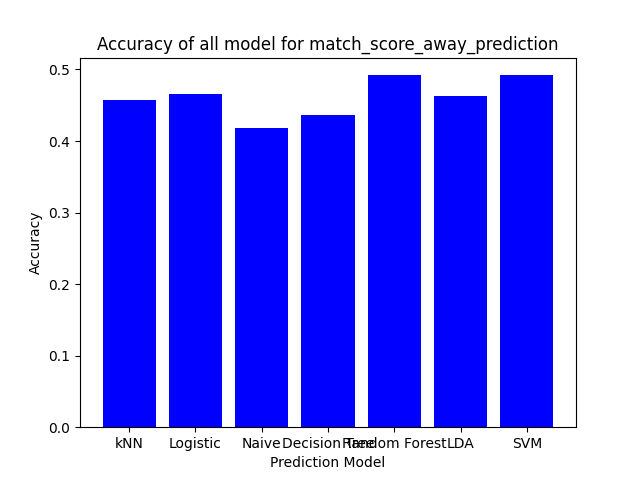 Accuracy of all model for match_score_away_prediction
0.5
0.4
0.3
0.2
0.1
0.0
Accuracy
kNN Logistic Naive Decision Tree Random Forest LDA SVM
Prediction Model